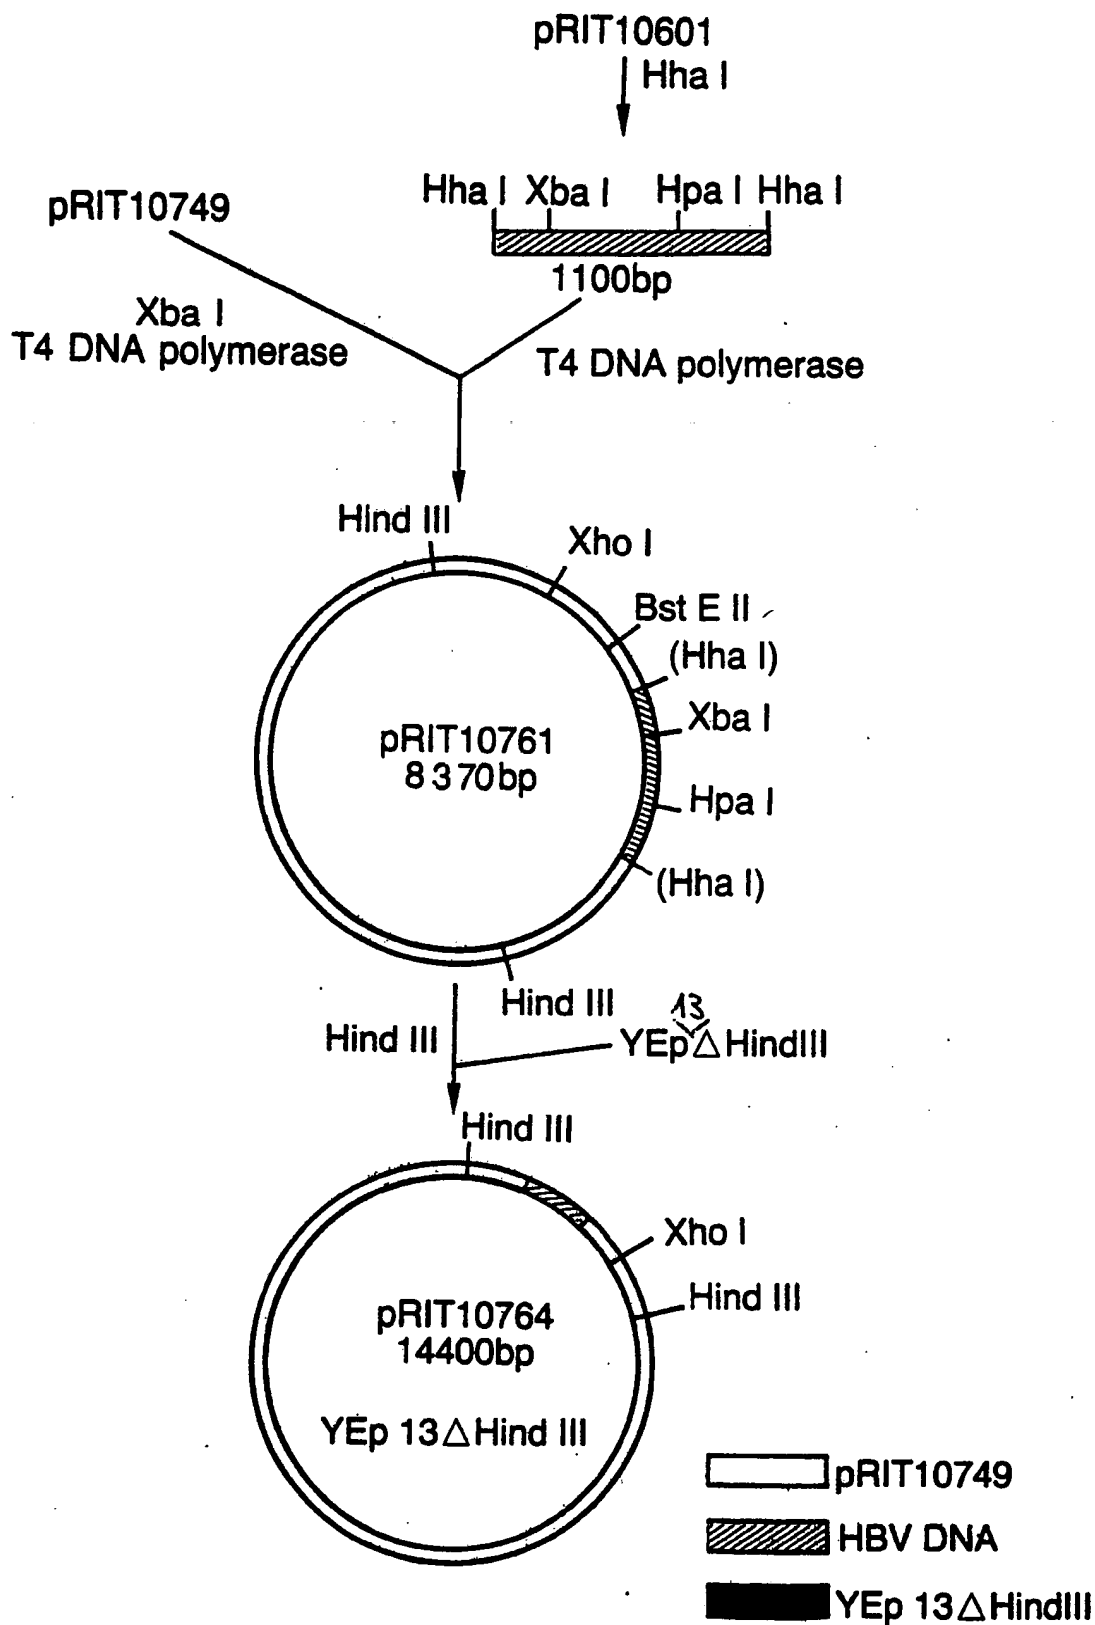 pRIT10601
Hha I
Hha I Xba I Hpa I Hha I
pRIT10749
1100bp
Xba I
T4 DNA polymerase
T4 DNA polymerase
Hind III
Xho I
Bst E II
(Hha I)
Xba I
pRIT10761
8370bp
Hpa I
(Hha I)
Hind III
Hind III
13
YEp△HindIII
Hind III
Xho I
Hind III
pRIT10764
14400bp
YEp 13△Hind III
pRIT10749
HBV DNA
YEp 13△HindIII